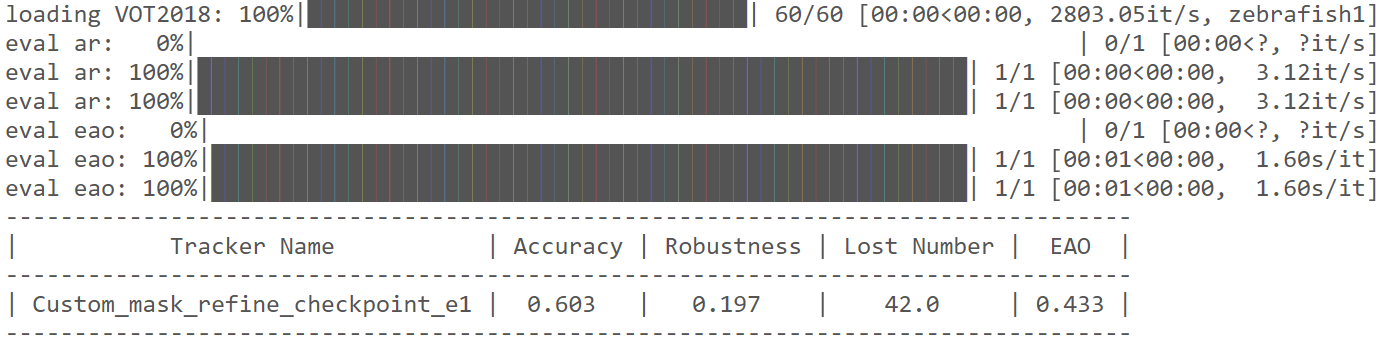 loading VOT2018: 100%|██████████| 60/60 [00:00<00:00, 2803.05it/s, zebrafish1]
eval ar:   0%|          | 0/1 [00:00<?, ?it/s]
eval ar: 100%|██████████| 1/1 [00:00<00:00,  3.12it/s]
eval ar: 100%|██████████| 1/1 [00:00<00:00,  3.12it/s]
eval eao:   0%|          | 0/1 [00:00<?, ?it/s]
eval eao: 100%|██████████| 1/1 [00:01<00:00,  1.60s/it]
eval eao: 100%|██████████| 1/1 [00:01<00:00,  1.60s/it]
----------------------------------------------------------------------------------
|           Tracker Name           | Accuracy | Robustness | Lost Number |  EAO  |
----------------------------------------------------------------------------------
| Custom_mask_refine_checkpoint_e1 |  0.603   |   0.197    |    42.0     | 0.433 |
----------------------------------------------------------------------------------